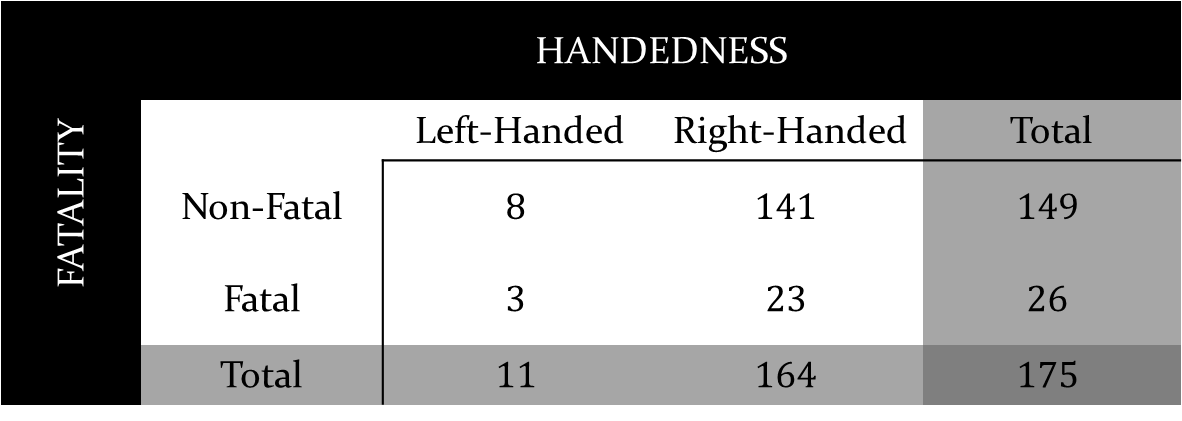 HANDEDNESS
FATALITY
Left-Handed Right-Handed Total
Non-Fatal 8 141 149
Fatal 3 23 26
Total 11 164 175